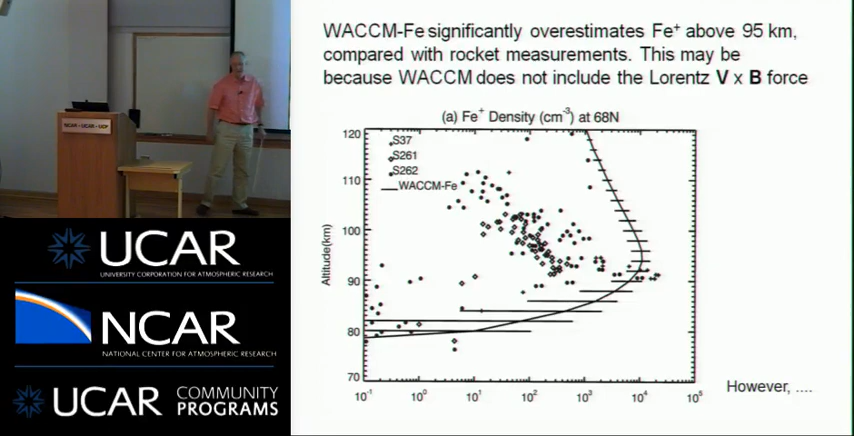 WACCM-Fe significantly overestimates Fe⁺ above 95 km,
compared with rocket measurements. This may be
because WACCM does not include the Lorentz V x B force
(a) Fe⁺ Density (cm⁻³) at 68N
S37
S261
S262
WACCM-Fe
Altitude(km)
120
110
100
90
80
70
10⁻¹ 10⁰ 10¹ 10² 10³ 10⁴ 10⁵
However, ....
NCAR - UCAR - UOP
UCAR
UNIVERSITY CORPORATION FOR ATMOSPHERIC RESEARCH
NCAR
NATIONAL CENTER FOR ATMOSPHERIC RESEARCH
UCAR COMMUNITY
PROGRAMS